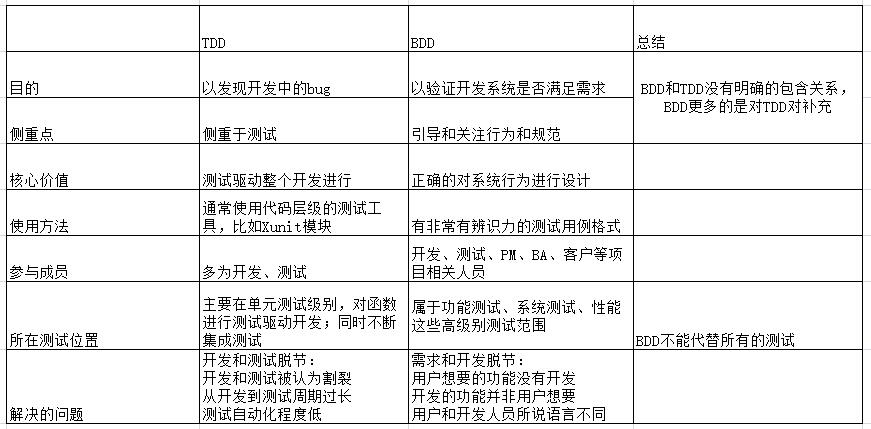 TDD
BDD
总结
目的
以发现开发中的bug
以验证开发系统是否满足需求
BDD和TDD没有明确的包含关系，
BDD更多的是对TDD对补充
侧重点
侧重于测试
引导和关注行为和规范
核心价值
测试驱动整个开发进行
正确的对系统行为进行设计
使用方法
通常使用代码层级的测试工
具，比如Xunit模块
有非常有辨识力的测试用例格式
参与成员
多为开发、测试
开发、测试、PM、BA、客户等项
目相关人员
所在测试位置
主要在单元测试级别，对函数
进行测试驱动开发；同时不断
集成测试
属于功能测试、系统测试、性能
这些高级别测试范围
BDD不能代替所有的测试
解决的问题
开发和测试脱节：
开发和测试被认为割裂
从开发到测试周期过长
测试自动化程度低
需求和开发脱节：
用户想要的功能没有开发
开发的功能并非用户想要
用户和开发人员所说语言不同